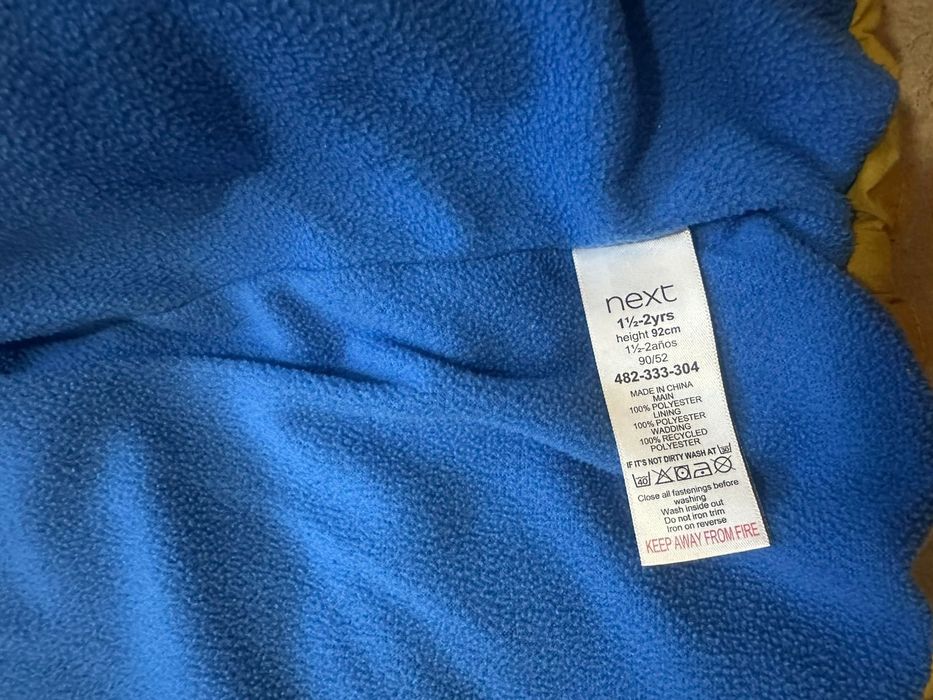 next
1½-2yrs
height 92cm
1½-2años
90/52
482-333-304
MADE IN CHINA
MAIN
100% POLYESTER
LINING
100% POLYESTER
WADDING
100% RECYCLED
POLYESTER
IF IT'S NOT DIRTY WASH AT 30
40
Close all fastenings before
washing
Wash inside out
Do not iron trim
Iron on reverse
KEEP AWAY FROM FIRE